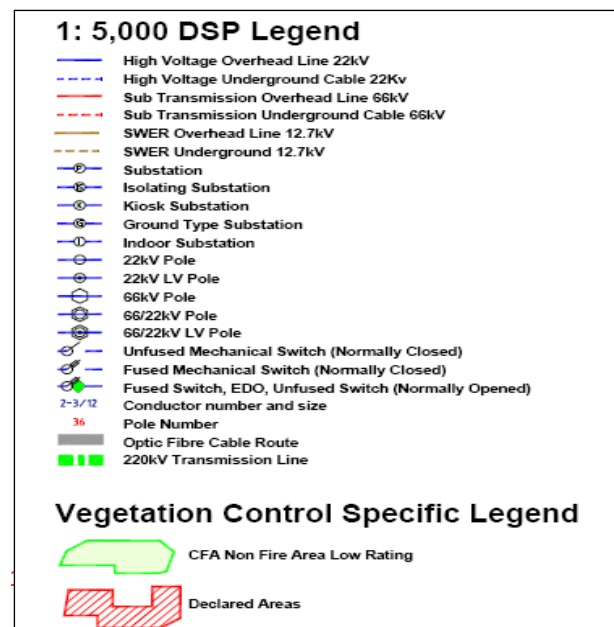 1: 5,000 DSP Legend
High Voltage Overhead Line 22kV
High Voltage Underground Cable 22Kv
Sub Transmission Overhead Line 66kV
Sub Transmission Underground Cable 66kV
SWER Overhead Line 12.7kV
SWER Underground 12.7kV
P Substation
IS Isolating Substation
K Kiosk Substation
G Ground Type Substation
I Indoor Substation
22kV Pole
22kV LV Pole
66kV Pole
66/22kV Pole
66/22kV LV Pole
Unfused Mechanical Switch (Normally Closed)
Fused Mechanical Switch (Normally Closed)
Fused Switch, EDO, Unfused Switch (Normally Opened)
2-3/12 Conductor number and size
36 Pole Number
Optic Fibre Cable Route
220kV Transmission Line
Vegetation Control Specific Legend
CFA Non Fire Area Low Rating
Declared Areas